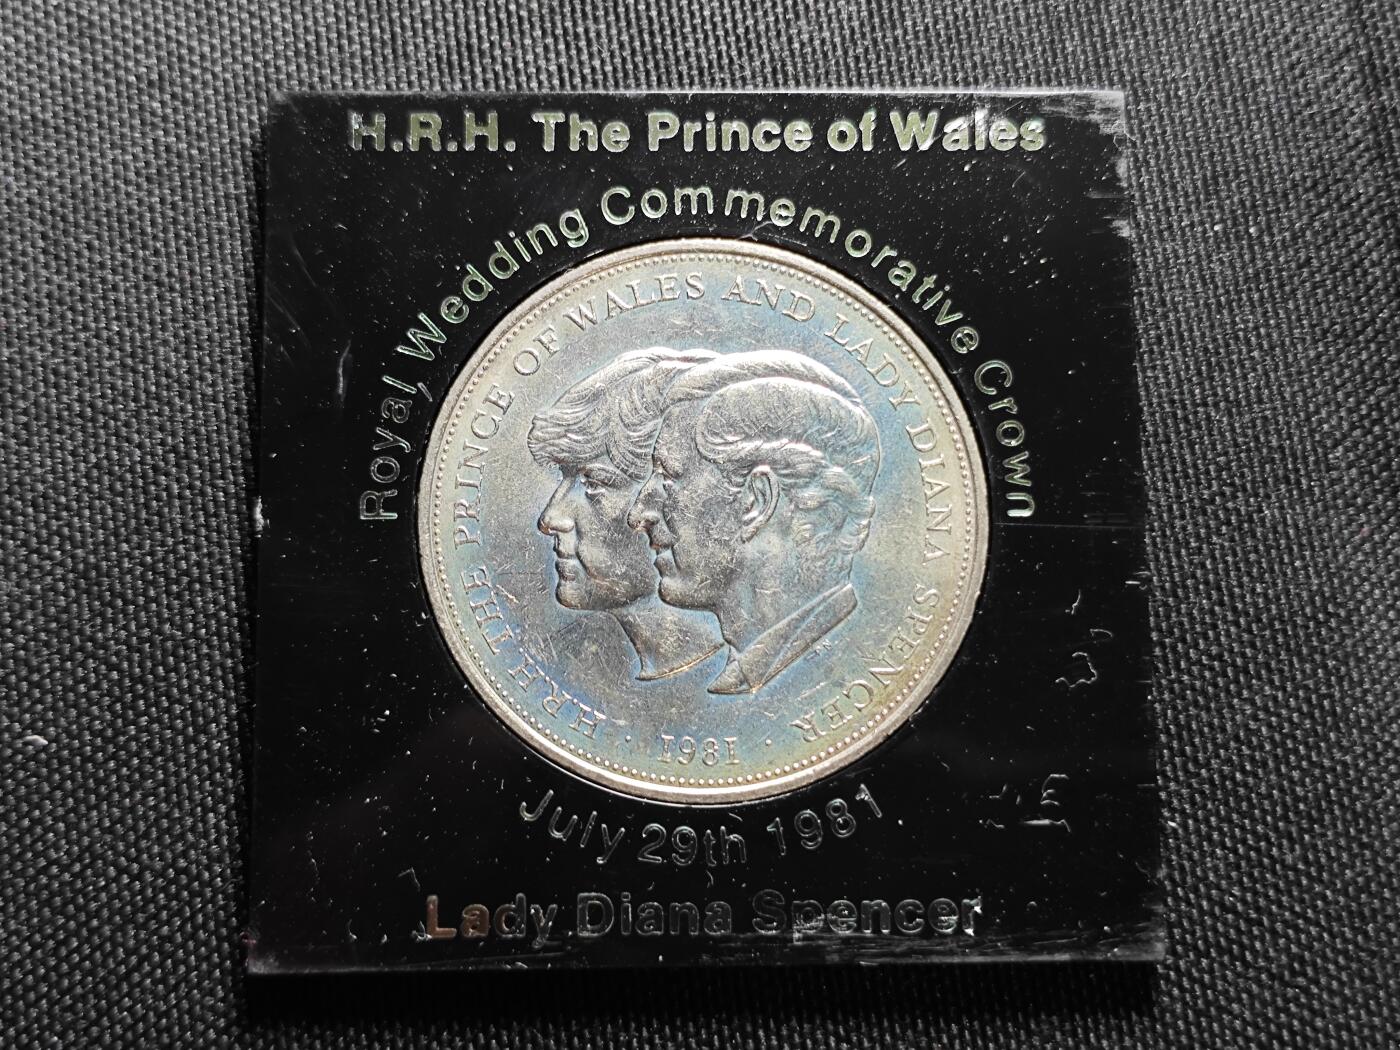 H.R.H. The Prince of Wales
Royal Wedding Commemorative Crown
H.R.H. THE PRINCE OF WALES AND LADY DIANA SPENCER
· 1981 ·
July 29th 1981
Lady Diana Spencer